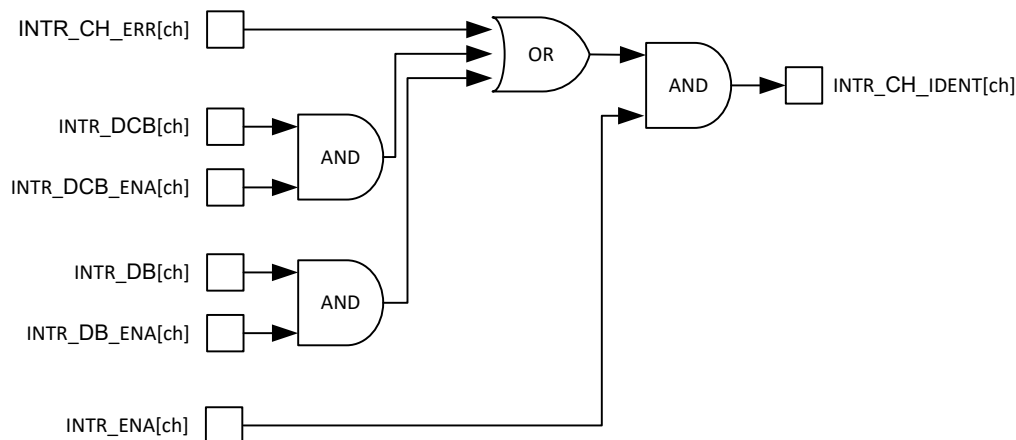 INTR_CH_ERR[ch]
OR
AND
INTR_CH_IDENT[ch]
INTR_DCB[ch]
AND
INTR_DCB_ENA[ch]
INTR_DB[ch]
AND
INTR_DB_ENA[ch]
INTR_ENA[ch]